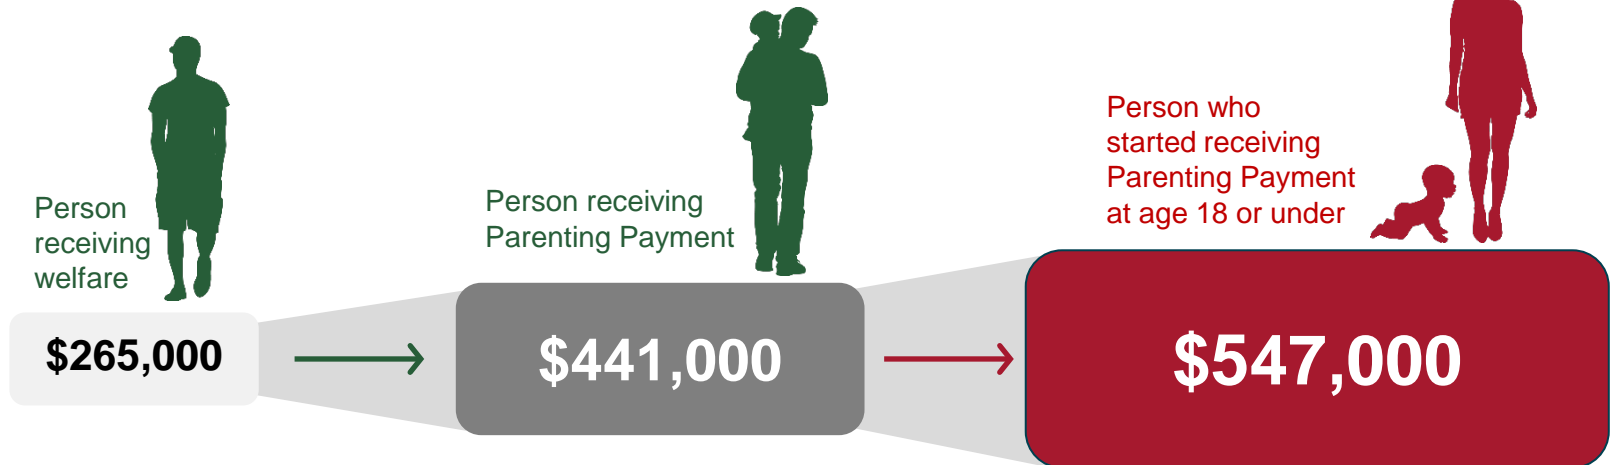 Person
receiving
welfare
$265,000
Person receiving
Parenting Payment
$441,000
Person who
started receiving
Parenting Payment
at age 18 or under
$547,000